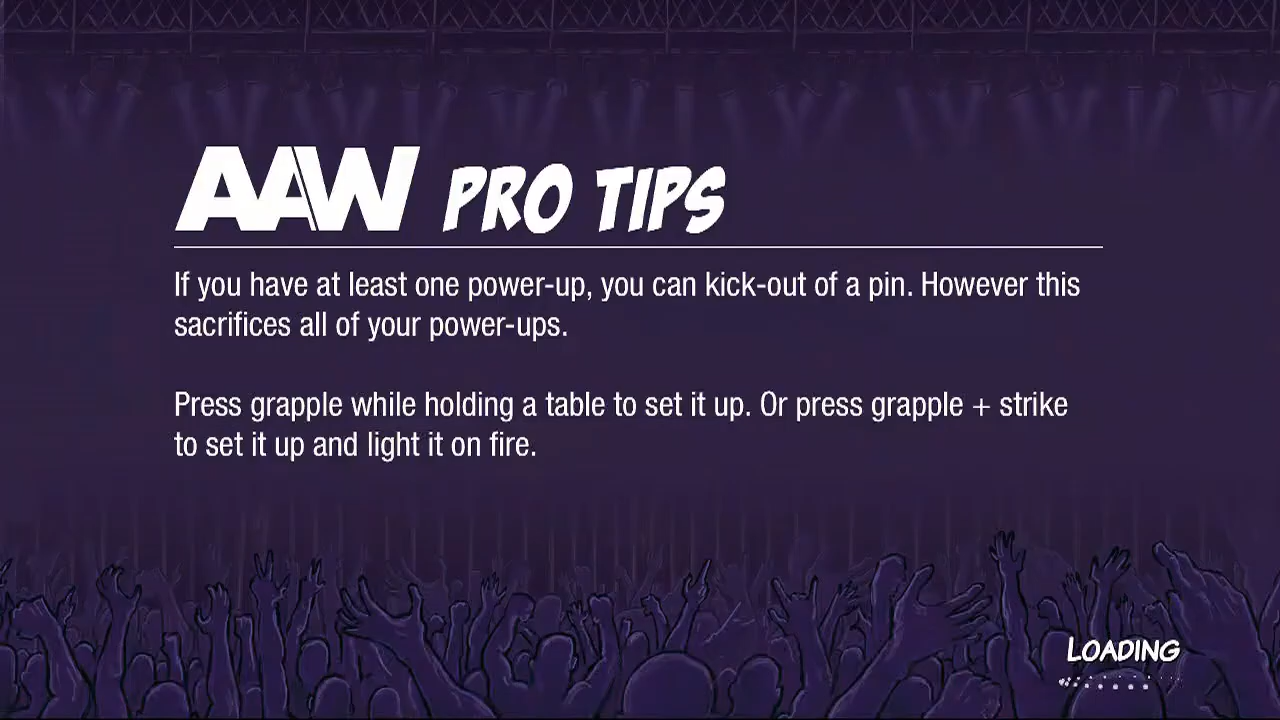 AAW PRO TIPS
If you have at least one power-up, you can kick-out of a pin. However this
sacrifices all of your power-ups.
Press grapple while holding a table to set it up. Or press grapple + strike
to set it up and light it on fire.
LOADING